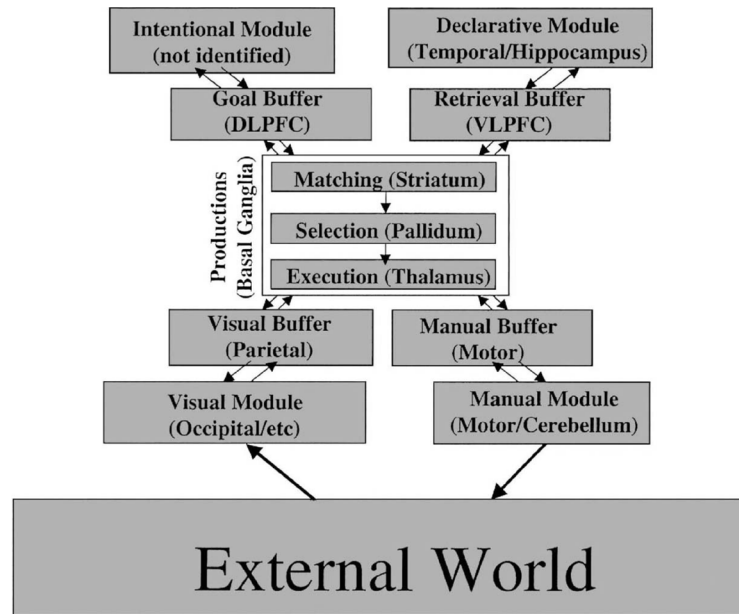 Intentional Module
(not identified)
Declarative Module
(Temporal/Hippocampus)
Goal Buffer
(DLPFC)
Retrieval Buffer
(VLPFC)
Productions
(Basal Ganglia)
Matching (Striatum)
Selection (Pallidum)
Execution (Thalamus)
Visual Buffer
(Parietal)
Manual Buffer
(Motor)
Visual Module
(Occipital/etc)
Manual Module
(Motor/Cerebellum)
External World